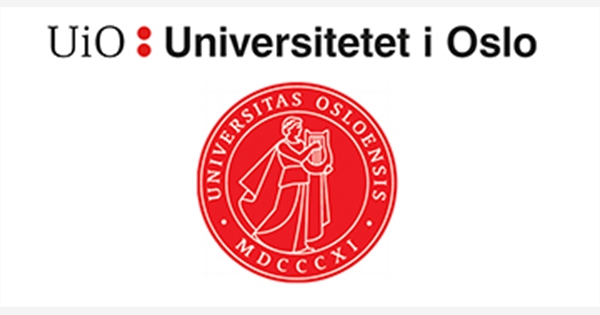 UiO : Universitetet i Oslo
UNIVERSITAS OSLOENSIS
MDCCCXI